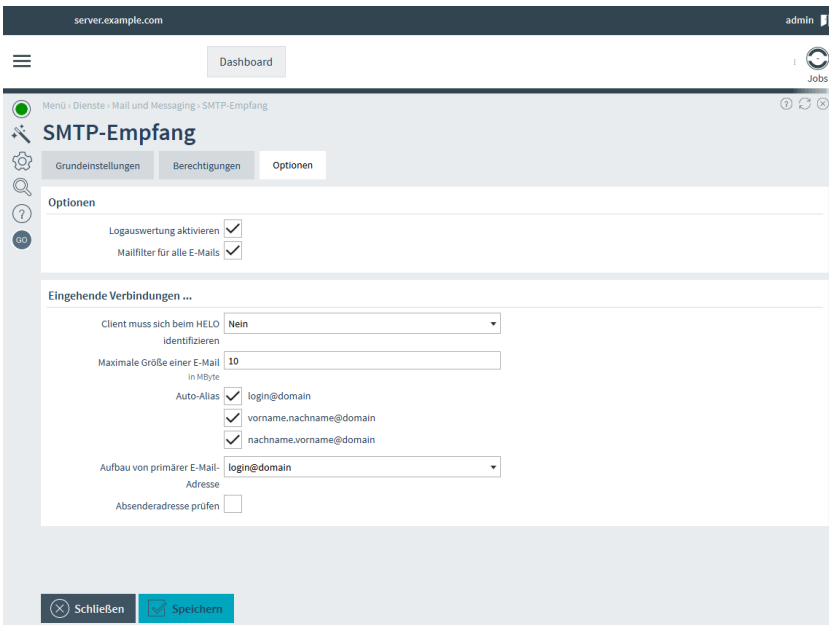 server.example.com
admin
Dashboard
Jobs
Menü › Dienste › Mail und Messaging › SMTP-Empfang
SMTP-Empfang
Grundeinstellungen
Berechtigungen
Optionen
GO
Optionen
Logauswertung aktivieren
Mailfilter für alle E-Mails
Eingehende Verbindungen ...
Client muss sich beim HELO
identifizieren
Nein
Maximale Größe einer E-Mail
in MByte
10
Auto-Alias
login@domain
vorname.nachname@domain
nachname.vorname@domain
Aufbau von primärer E-Mail-
Adresse
login@domain
Absenderadresse prüfen
Schließen
Speichern